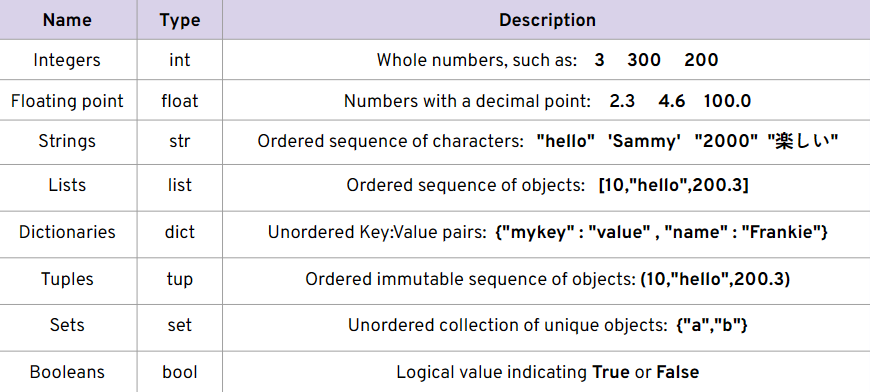 Name Type Description
Integers int Whole numbers, such as: 3 300 200
Floating point float Numbers with a decimal point: 2.3 4.6 100.0
Strings str Ordered sequence of characters: "hello" 'Sammy' "2000" "楽しい"
Lists list Ordered sequence of objects: [10,"hello",200.3]
Dictionaries dict Unordered Key:Value pairs: {"mykey" : "value" , "name" : "Frankie"}
Tuples tup Ordered immutable sequence of objects: (10,"hello",200.3)
Sets set Unordered collection of unique objects: {"a","b"}
Booleans bool Logical value indicating True or False